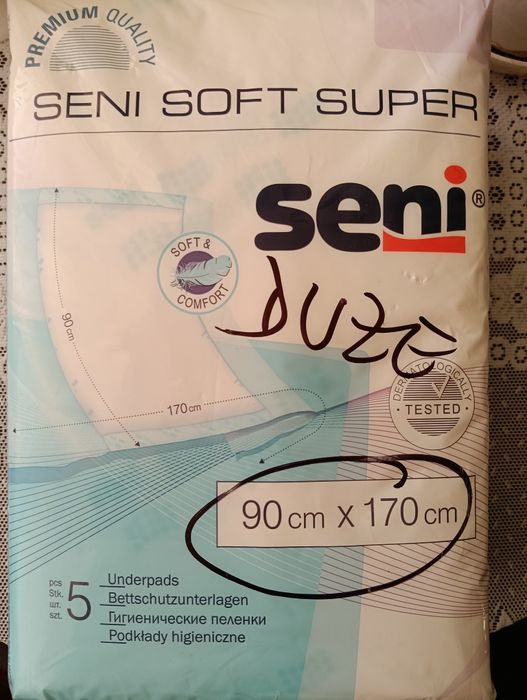 PREMIUM QUALITY
SENI SOFT SUPER
seni®
SOFT & COMFORT
DUZE
90 cm
170 cm
DERMATOLOGICALLY
TESTED
90 cm x 170 cm
pcs
Stk.
шт.
szt.
5
Underpads
Bettschutzunterlagen
Гигиенические пеленки
Podkłady higieniczne